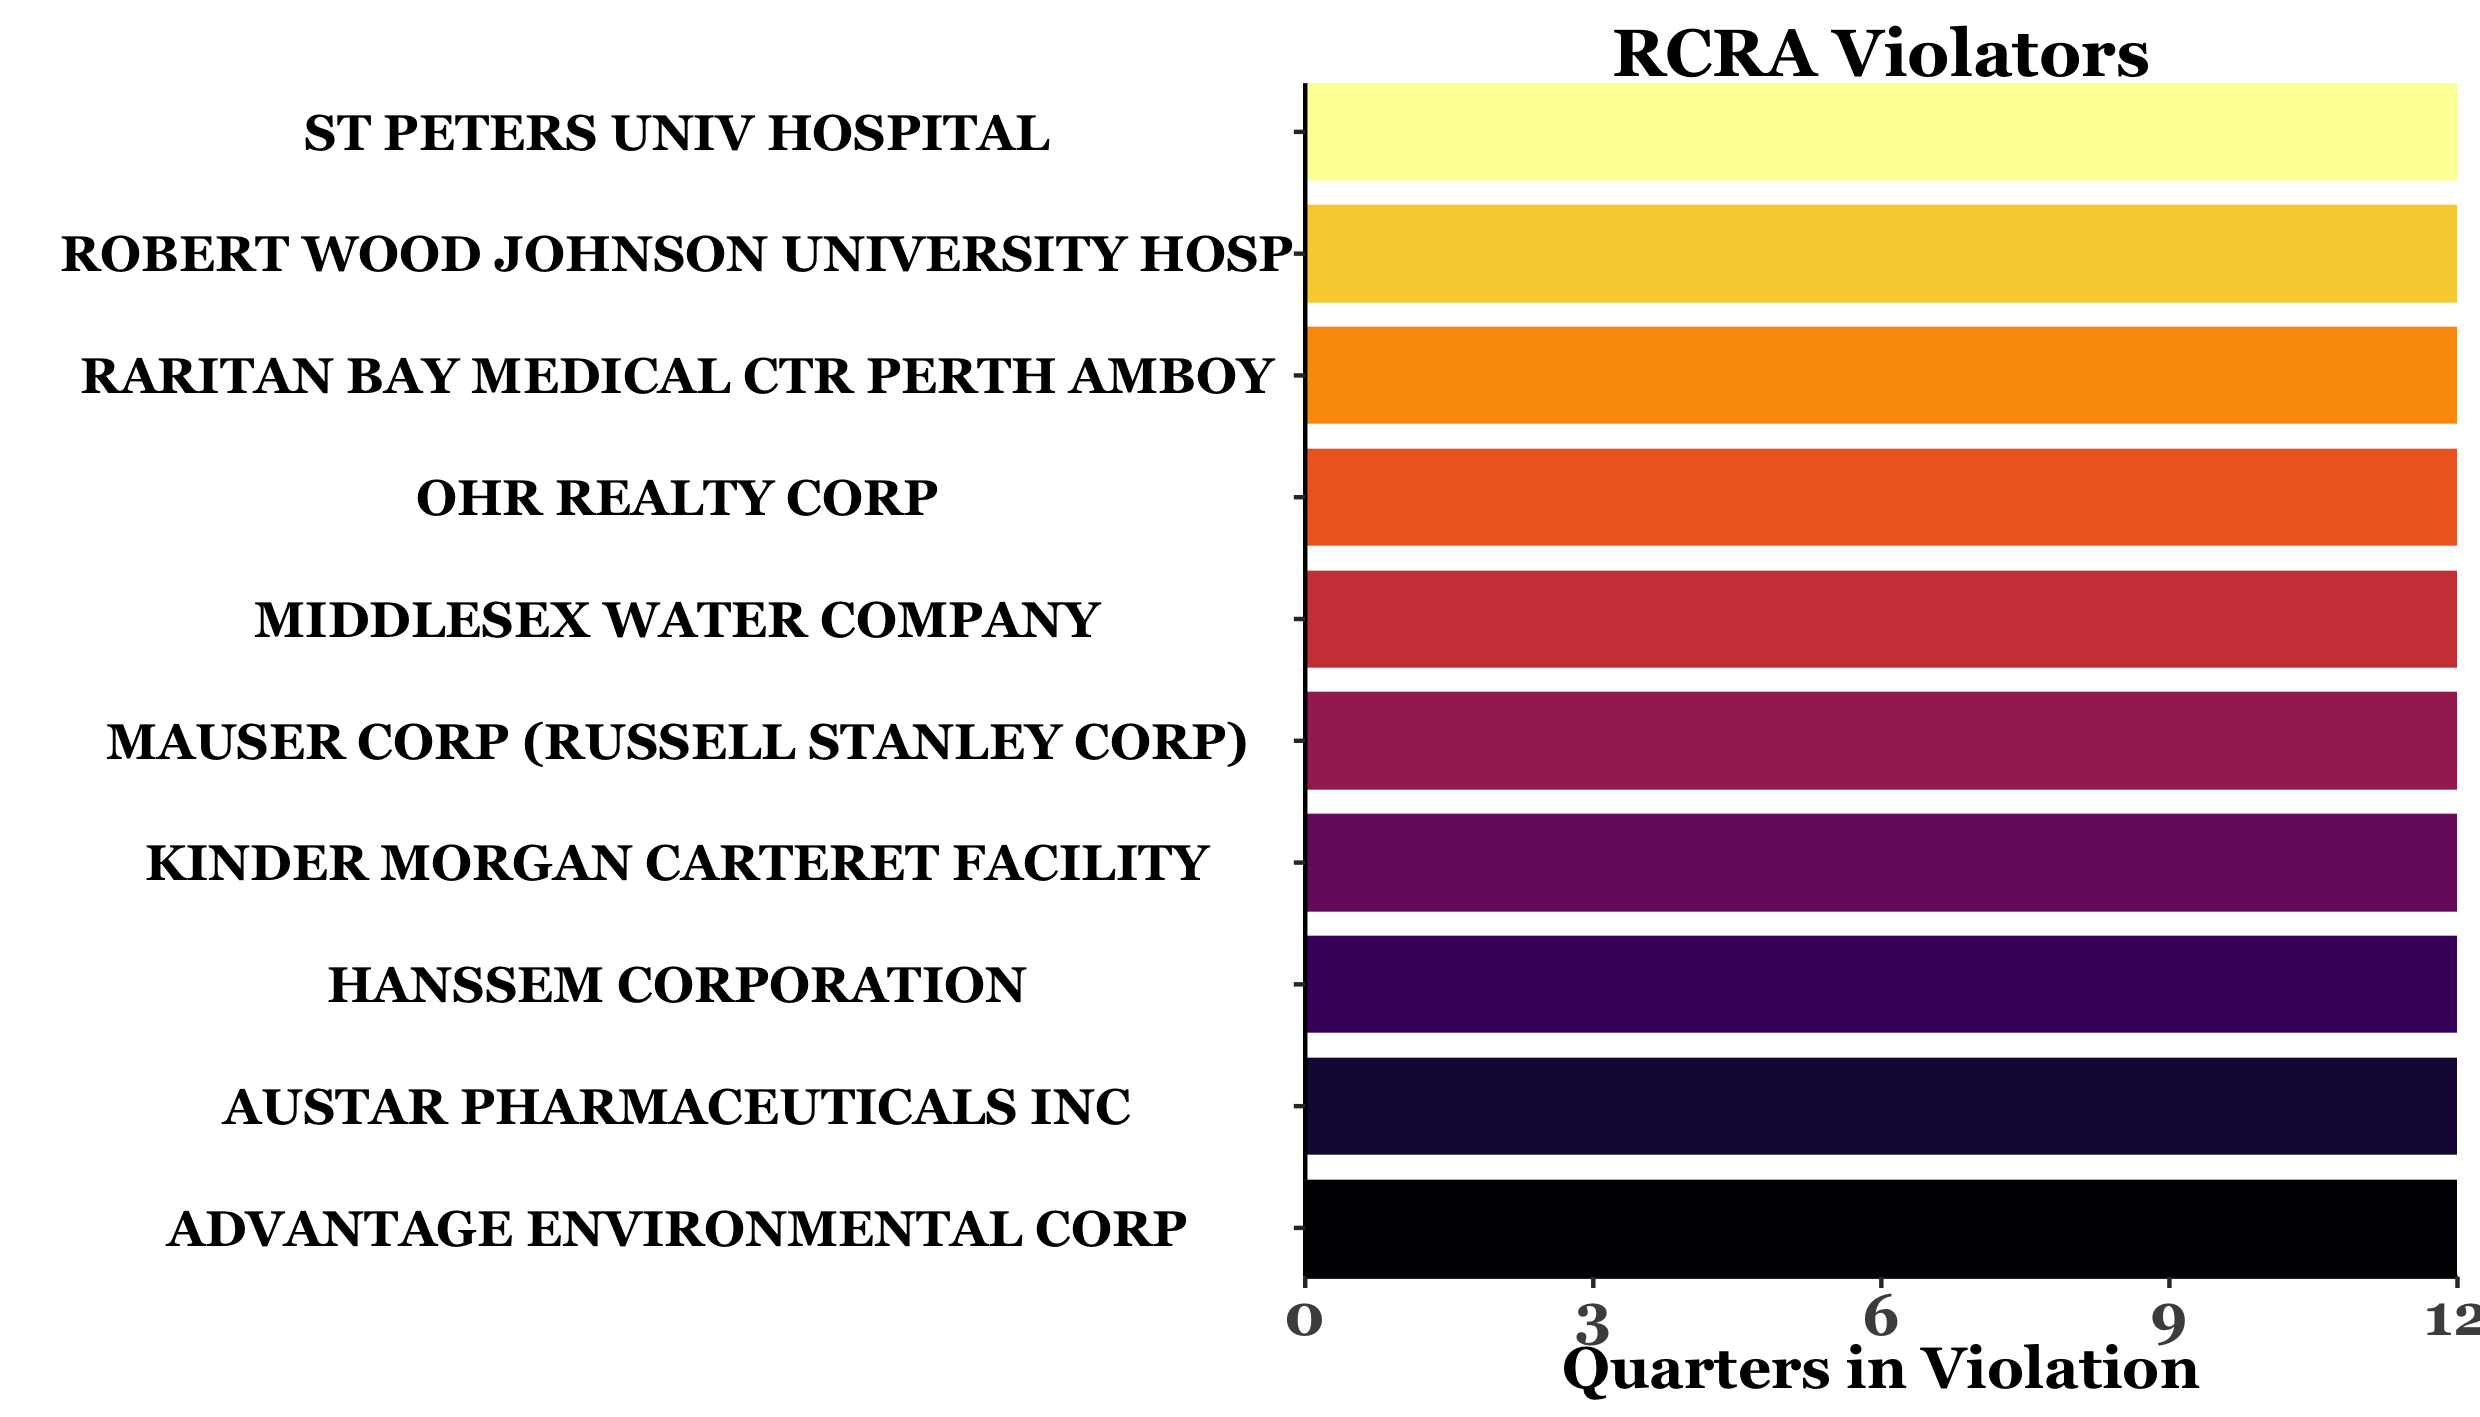 RCRA Violators
ST PETERS UNIV HOSPITAL
ROBERT WOOD JOHNSON UNIVERSITY HOSP
RARITAN BAY MEDICAL CTR PERTH AMBOY
OHR REALTY CORP
MIDDLESEX WATER COMPANY
MAUSER CORP (RUSSELL STANLEY CORP)
KINDER MORGAN CARTERET FACILITY
HANSSEM CORPORATION
AUSTAR PHARMACEUTICALS INC
ADVANTAGE ENVIRONMENTAL CORP
0 3 6 9 12
Quarters in Violation